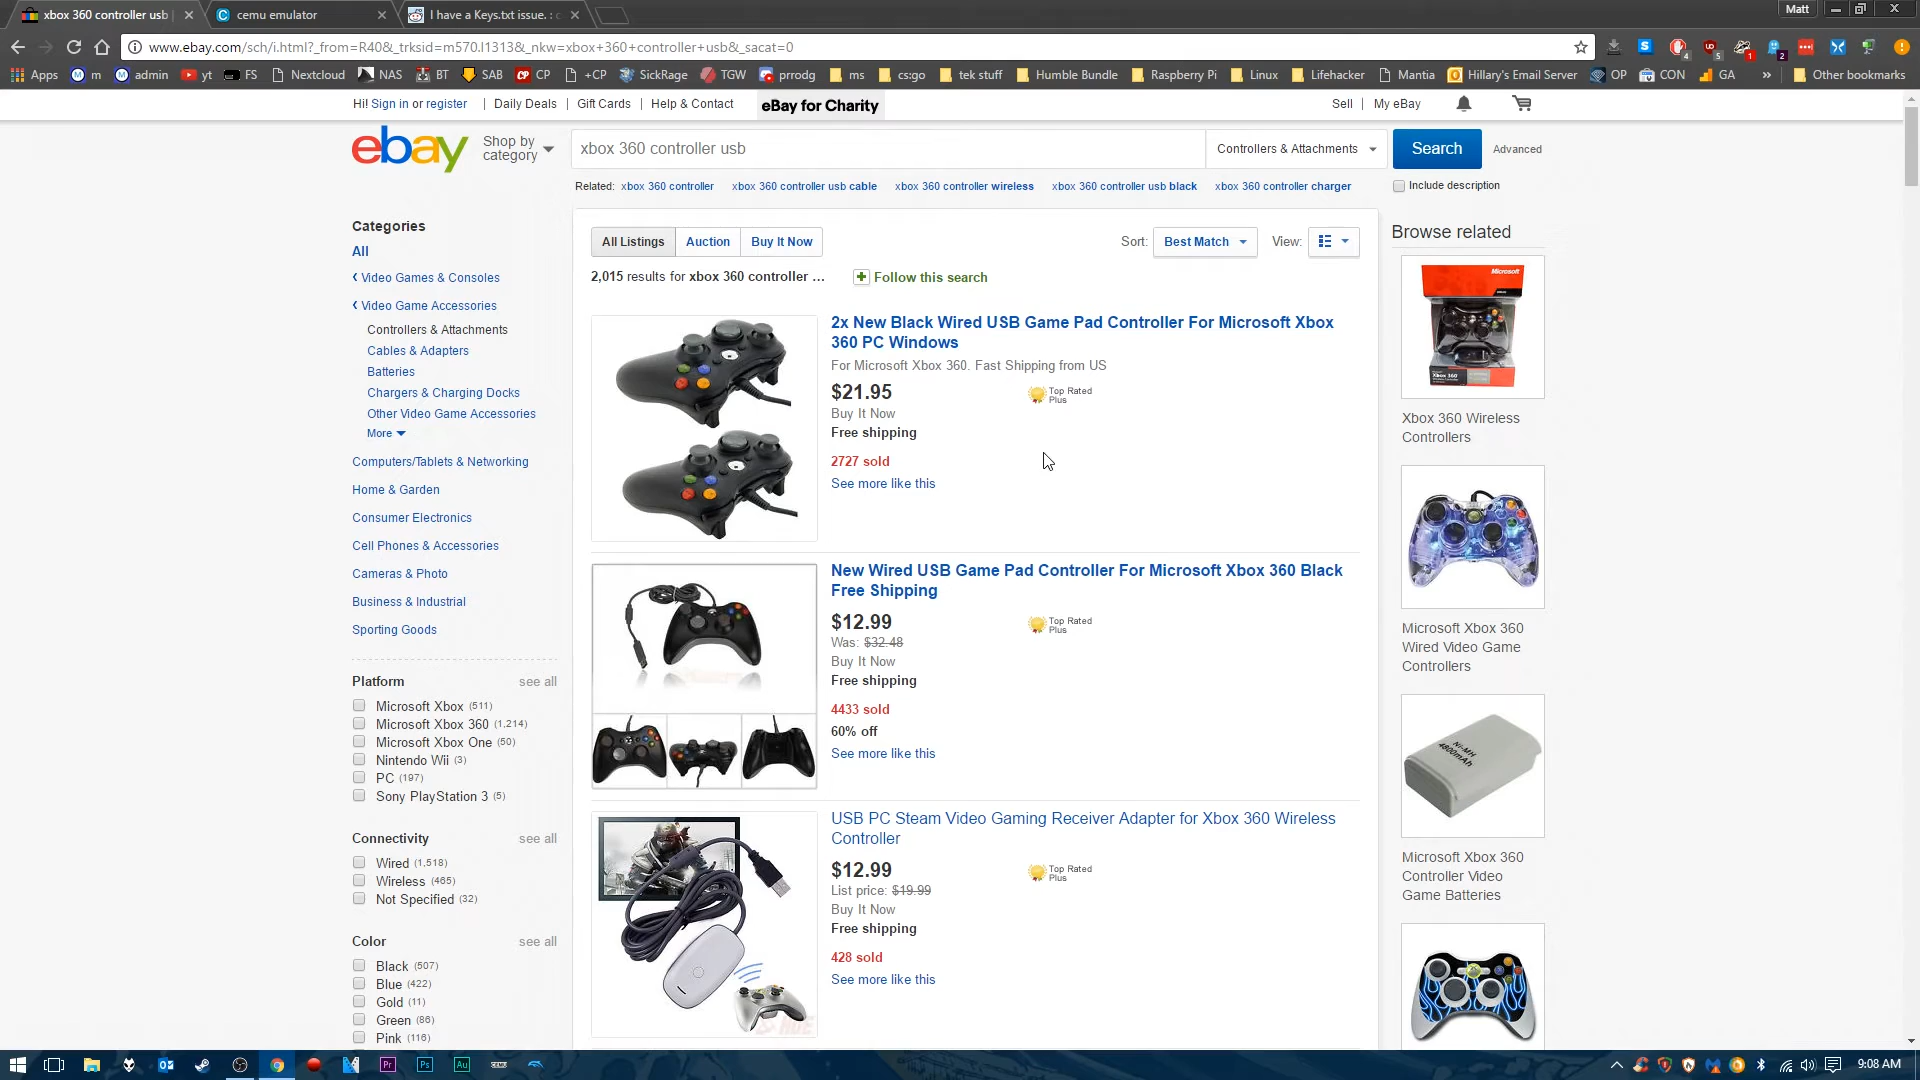 xbox 360 controller usb
cemu emulator
I have a Keys.txt issue. : c
Matt
www.ebay.com/sch/i.html?_from=R40&_trksid=m570.l1313&_nkw=xbox+360+controller+usb&_sacat=0
Apps m admin yt FS Nextcloud NAS BT SAB CP +CP SickRage TGW prrodg ms cs:go tek stuff Humble Bundle Raspberry Pi Linux Lifehacker Mantia Hillary's Email Server OP CON GA » Other bookmarks
Hi! Sign in or register | Daily Deals | Gift Cards | Help & Contact eBay for Charity Sell | My eBay
ebay Shop by category
xbox 360 controller usb Controllers & Attachments Search Advanced
Related: xbox 360 controller xbox 360 controller usb cable xbox 360 controller wireless xbox 360 controller usb black xbox 360 controller charger Include description
Categories
All
Video Games & Consoles
Video Game Accessories
Controllers & Attachments
Cables & Adapters
Batteries
Chargers & Charging Docks
Other Video Game Accessories
More
Computers/Tablets & Networking
Home & Garden
Consumer Electronics
Cell Phones & Accessories
Cameras & Photo
Business & Industrial
Sporting Goods
Platform see all
Microsoft Xbox (511)
Microsoft Xbox 360 (1,214)
Microsoft Xbox One (50)
Nintendo Wii (3)
PC (197)
Sony PlayStation 3 (5)
Connectivity see all
Wired (1,518)
Wireless (465)
Not Specified (32)
Color see all
Black (507)
Blue (422)
Gold (11)
Green (86)
Pink (116)
All Listings Auction Buy It Now Sort: Best Match View:
2,015 results for xbox 360 controller ... Follow this search
2x New Black Wired USB Game Pad Controller For Microsoft Xbox
360 PC Windows
For Microsoft Xbox 360. Fast Shipping from US
$21.95 Top Rated Plus
Buy It Now
Free shipping
2727 sold
See more like this
New Wired USB Game Pad Controller For Microsoft Xbox 360 Black
Free Shipping
$12.99 Top Rated Plus
Was: $32.48
Buy It Now
Free shipping
4433 sold
60% off
See more like this
USB PC Steam Video Gaming Receiver Adapter for Xbox 360 Wireless
Controller
$12.99 Top Rated Plus
List price: $19.99
Buy It Now
Free shipping
428 sold
See more like this
Browse related
Microsoft
Xbox 360 Wireless
Controllers
Microsoft Xbox 360
Wired Video Game
Controllers
Ni-MH
4800mAh
Microsoft Xbox 360
Controller Video
Game Batteries
9:08 AM